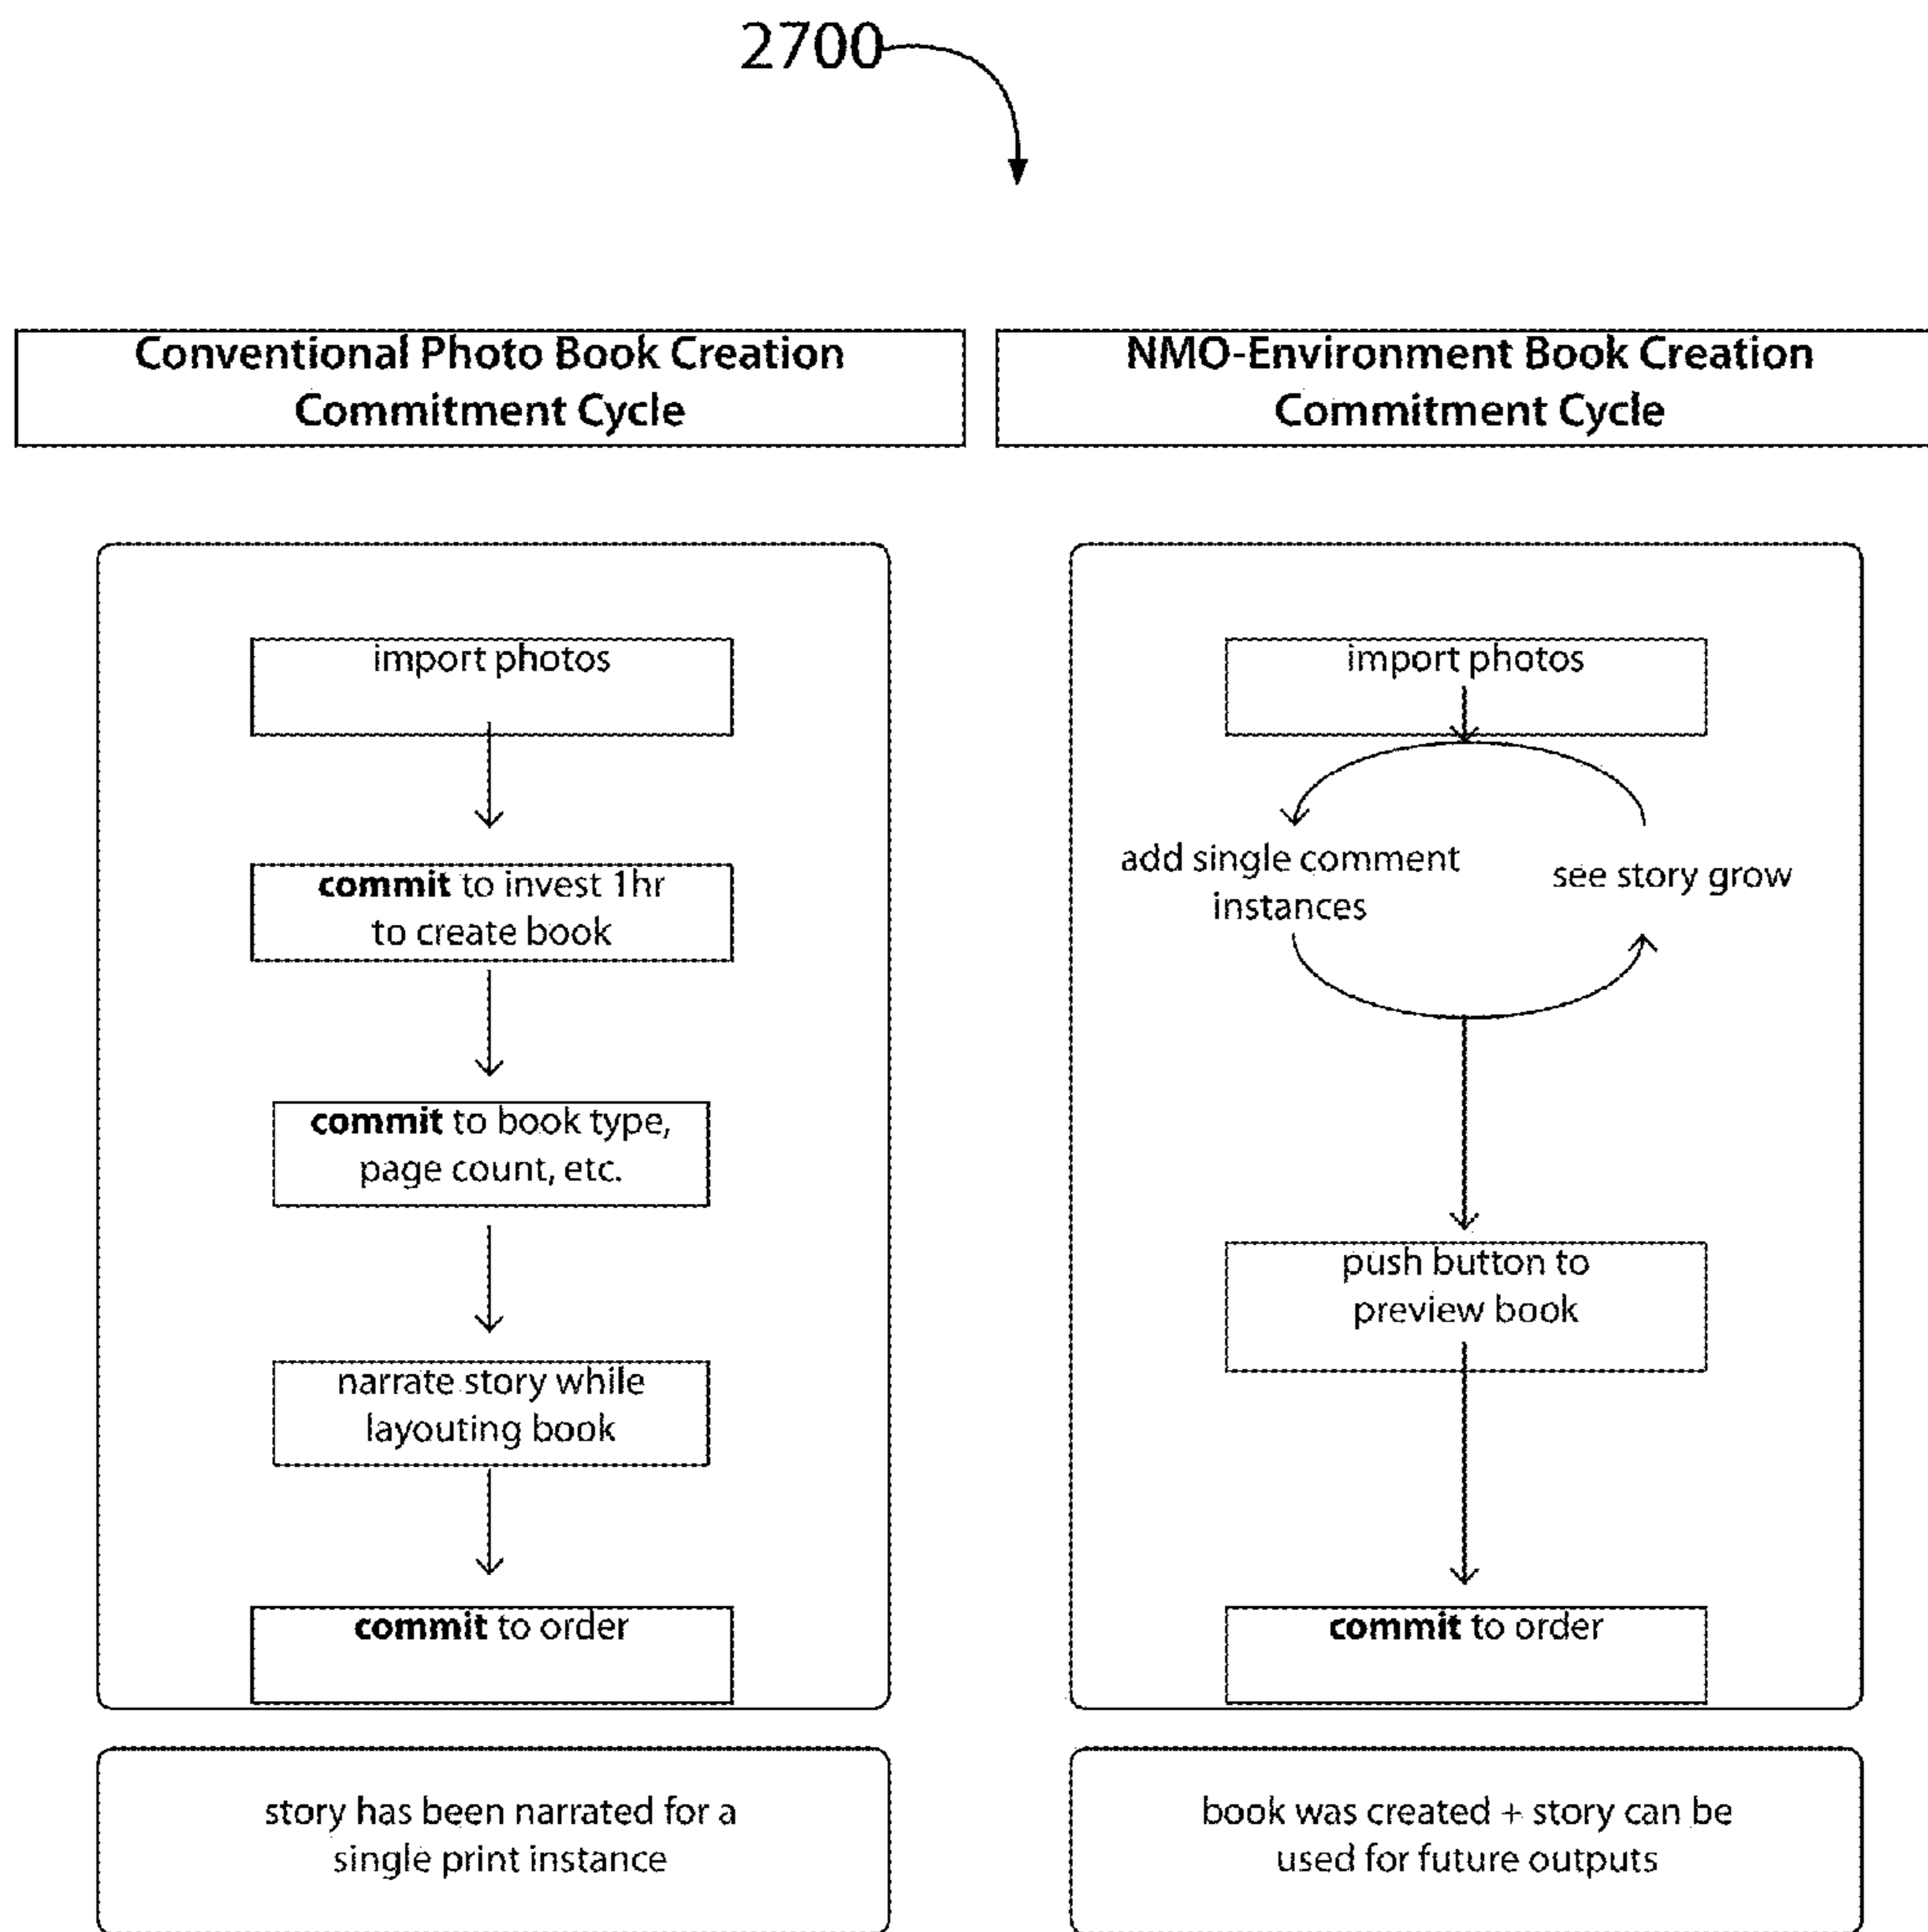 2700
Conventional Photo Book Creation
Commitment Cycle
import photos
commit to invest 1hr
to create book
commit to book type,
page count, etc.
narrate story while
layouting book
commit to order
story has been narrated for a
single print instance
NMO-Environment Book Creation
Commitment Cycle
import photos
add single comment
instances
see story grow
push button to
preview book
commit to order
book was created + story can be
used for future outputs